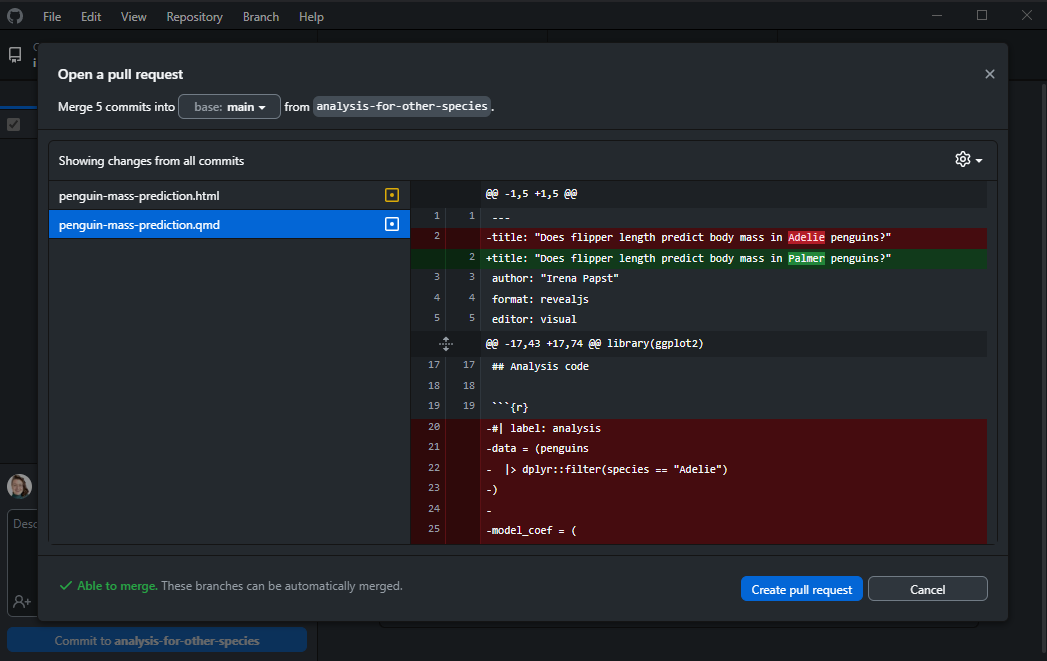 File Edit View Repository Branch Help
Open a pull request
Merge 5 commits into base: main from analysis-for-other-species.
Showing changes from all commits
penguin-mass-prediction.html
penguin-mass-prediction.qmd
@@ -1,5 +1,5 @@
1 1 ---
2 -title: "Does flipper length predict body mass in Adelie penguins?"
2 +title: "Does flipper length predict body mass in Palmer penguins?"
3 3 author: "Irena Papst"
4 4 format: revealjs
5 5 editor: visual
@@ -17,43 +17,74 @@ library(ggplot2)
17 17 ## Analysis code
18 18
19 19 ```{r}
20 -#| label: analysis
21 -data = (penguins
22 -  |> dplyr::filter(species == "Adelie")
23 -)
24 -
25 -model_coef = (
Desc
Able to merge. These branches can be automatically merged.
Create pull request
Cancel
Commit to analysis-for-other-species